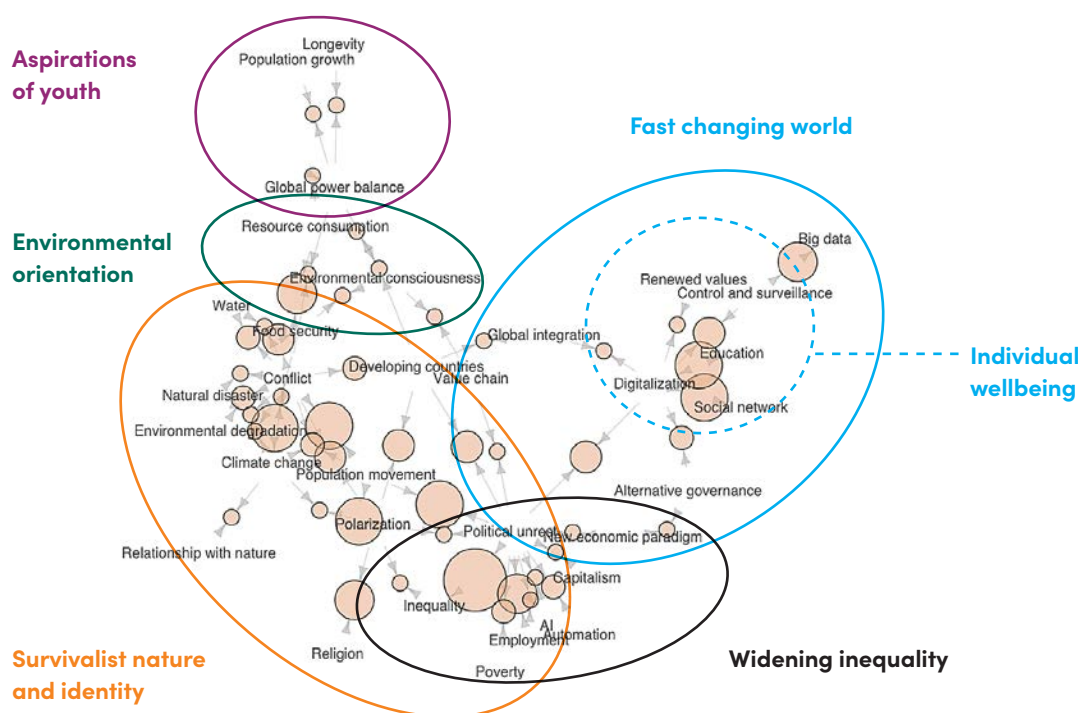 Longevity
Aspirations
of youth
Population growth
Fast changing world
Global power balance
Environmental
orientation
Resource consumption
Big data
Environmental consciousness
Renewed values
Control and surveillance
Water
Food security
Global integration
Education
Individual
wellbeing
Developing countries
Value chain
Conflict
Digitalization
Natural disaster
Social network
Environmental degradation
Climate change
Population movement
Alternative governance
Polarization
Political unrest
New economic paradigm
Relationship with nature
Capitalism
Inequality
AI
Automation
Employment
Religion
Survivalist nature
and identity
Widening inequality
Poverty